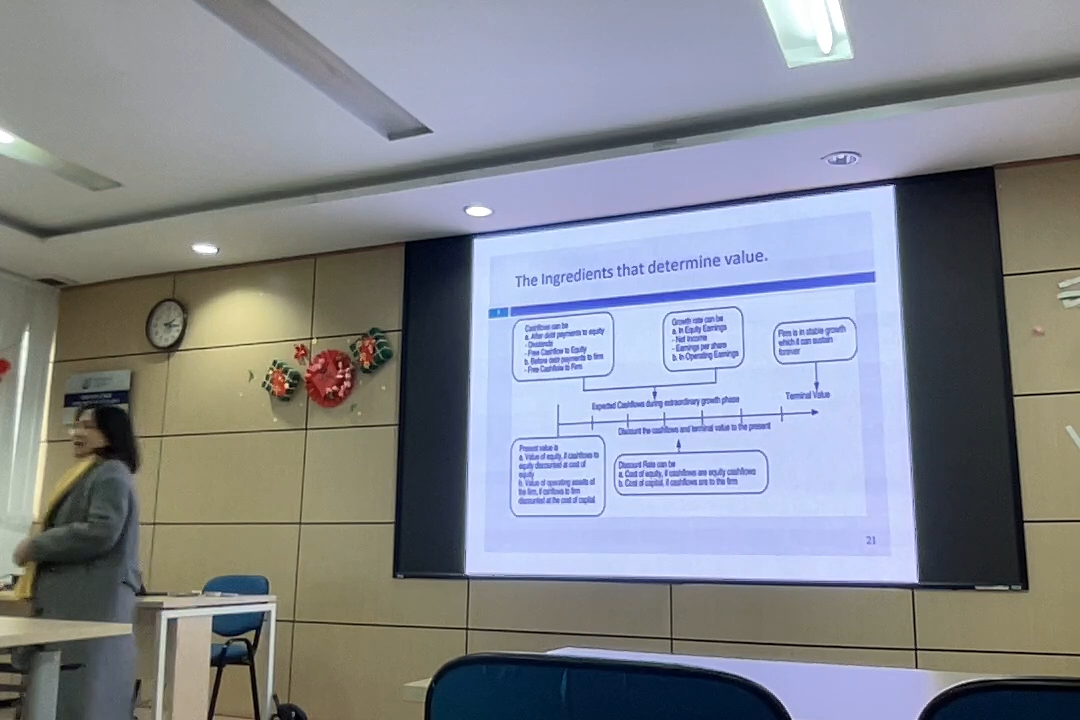 The Ingredients that determine value.
Cashflows can be
a. After debt payments to equity
- Dividends
- Free Cashflow to Equity
b. Before debt payments to firm
- Free Cashflow to Firm
Growth rate can be
a. In Equity Earnings
- Net Income
- Earnings per share
b. In Operating Earnings
Firm is in stable growth
which it can sustain
forever
Terminal Value
Expected Cashflows during extraordinary growth phase
Discount the cashflows and terminal value to the present
Present value is
a. Value of equity, if cashflows to
equity discounted at cost of
equity
b. Value of operating assets of
the firm, if cashflows to firm
discounted at the cost of capital
Discount Rate can be
a. Cost of equity, if cashflows are equity cashflows
b. Cost of capital, if cashflows are to the firm
21